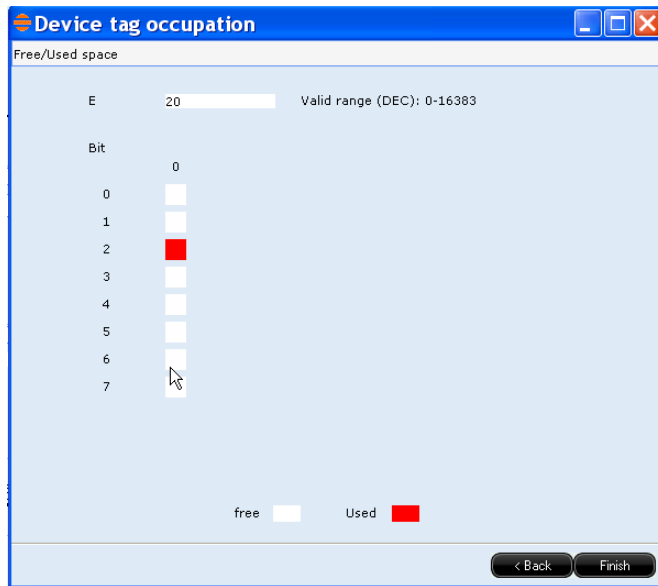 Device tag occupation
Free/Used space
E 20 Valid range (DEC): 0-16383
Bit
0
0
1
2
3
4
5
6
7
free Used
< Back Finish